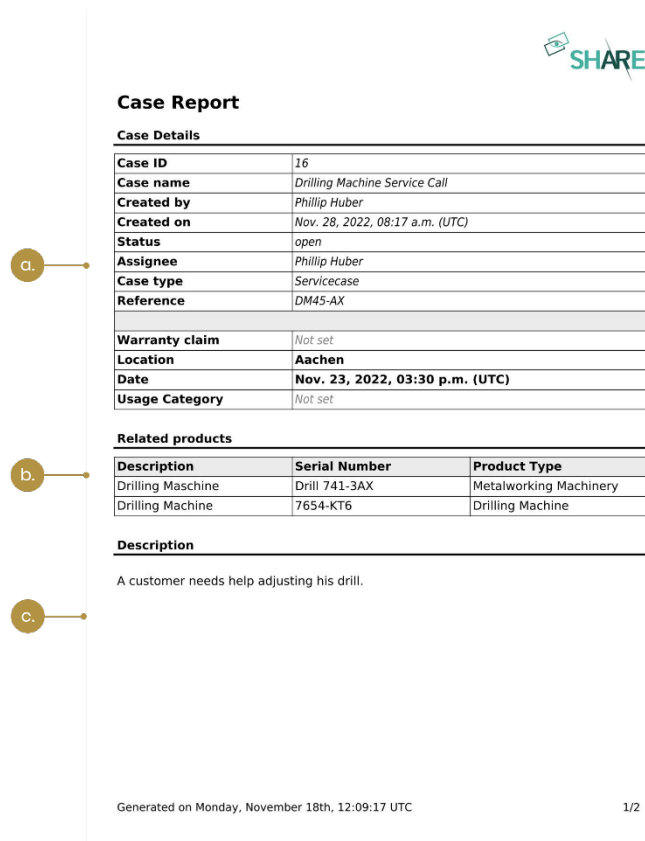 SHARE
Case Report
Case Details
Case ID 16
Case name Drilling Machine Service Call
Created by Phillip Huber
Created on Nov. 28, 2022, 08:17 a.m. (UTC)
Status open
a.
Assignee Phillip Huber
Case type Servicecase
Reference DM45-AX
Warranty claim Not set
Location Aachen
Date Nov. 23, 2022, 03:30 p.m. (UTC)
Usage Category Not set
Related products
b.
Description Serial Number Product Type
Drilling Maschine Drill 741-3AX Metalworking Machinery
Drilling Machine 7654-KT6 Drilling Machine
Description
A customer needs help adjusting his drill.
c.
Generated on Monday, November 18th, 12:09:17 UTC 1/2